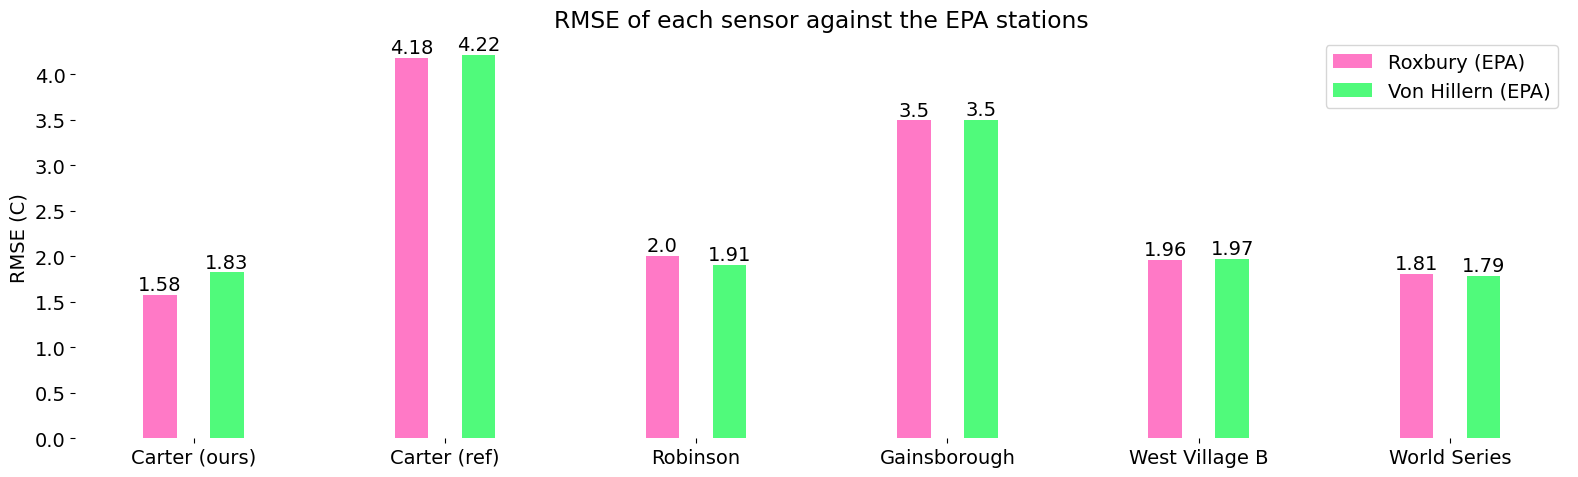 RMSE of each sensor against the EPA stations
Roxbury (EPA)
Von Hillern (EPA)
RMSE (C)
4.0
3.5
3.0
2.5
2.0
1.5
1.0
0.5
0.0
1.58
1.83
4.18
4.22
2.0
1.91
3.5
3.5
1.96
1.97
1.81
1.79
Carter (ours)
Carter (ref)
Robinson
Gainsborough
West Village B
World Series